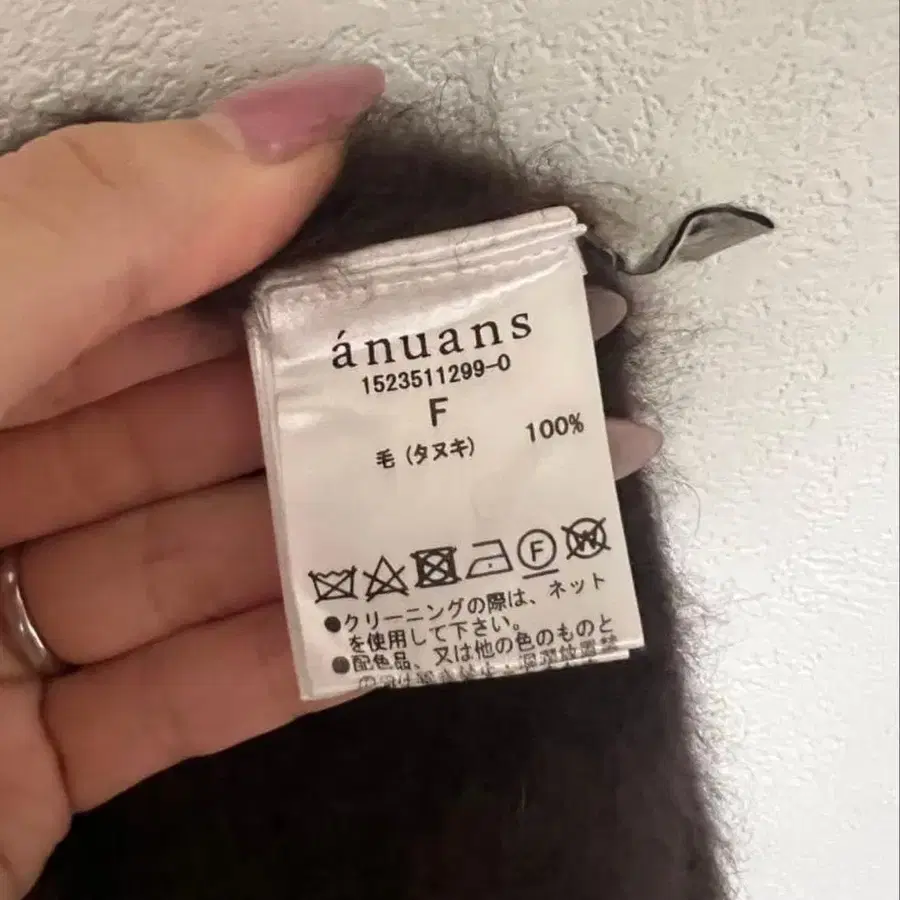 ánuans
1523511299-0
F
毛（タヌキ） 100%
F W
●クリーニングの際は、ネット
を使用して下さい。
●配色品、又は他の色のものと